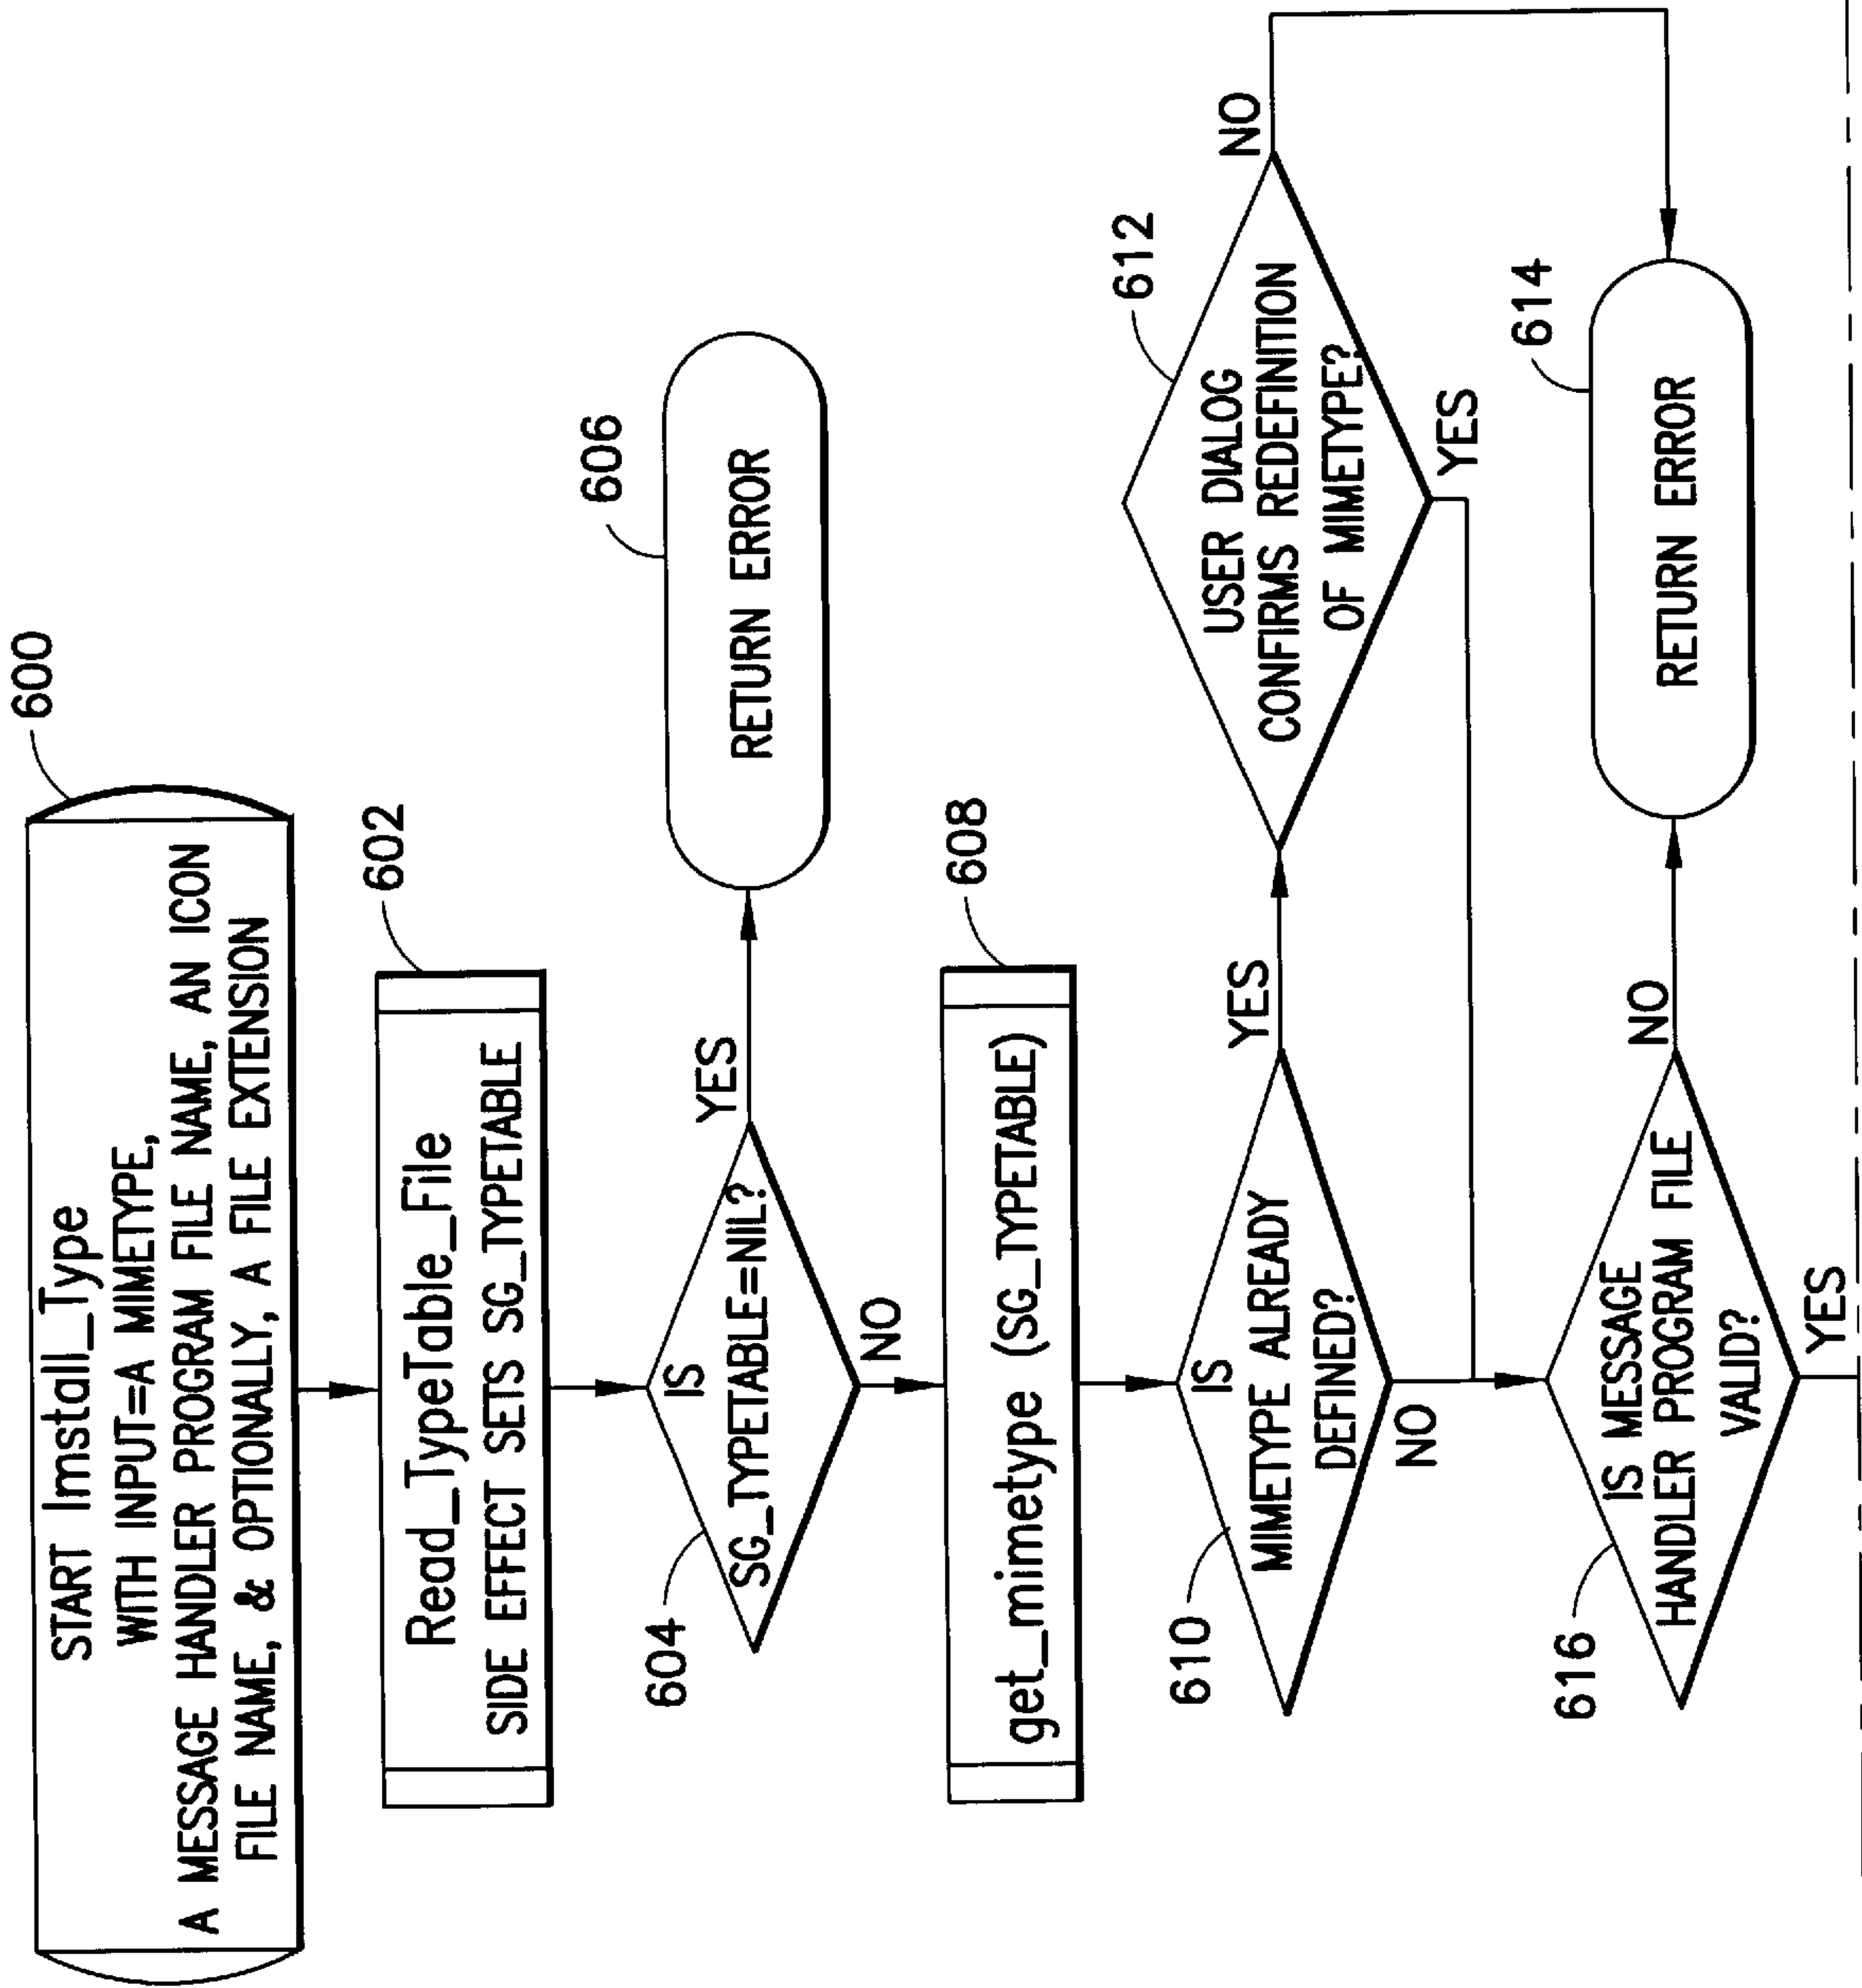 600
START Imstall_Type
WITH INPUT=A MIMETYPE,
A MESSAGE HANDLER PROGRAM FILE NAME, AN ICON
FILE NAME, & OPTIONALLY, A FILE EXTENSION
602
Read_TypeTable_File
SIDE EFFECT SETS SG_TYPETABLE
604
IS
SG_TYPETABLE=NIL?
YES
606
RETURN ERROR
NO
608
get_mimetype (SG_TYPETABLE)
610
IS
MIMETYPE ALREADY
DEFINED?
YES
NO
612
USER DIALOG
CONFIRMS REDEFINITION
OF MIMETYPE?
NO
YES
614
RETURN ERROR
616
IS MESSAGE
HANDLER PROGRAM FILE
VALID?
NO
YES